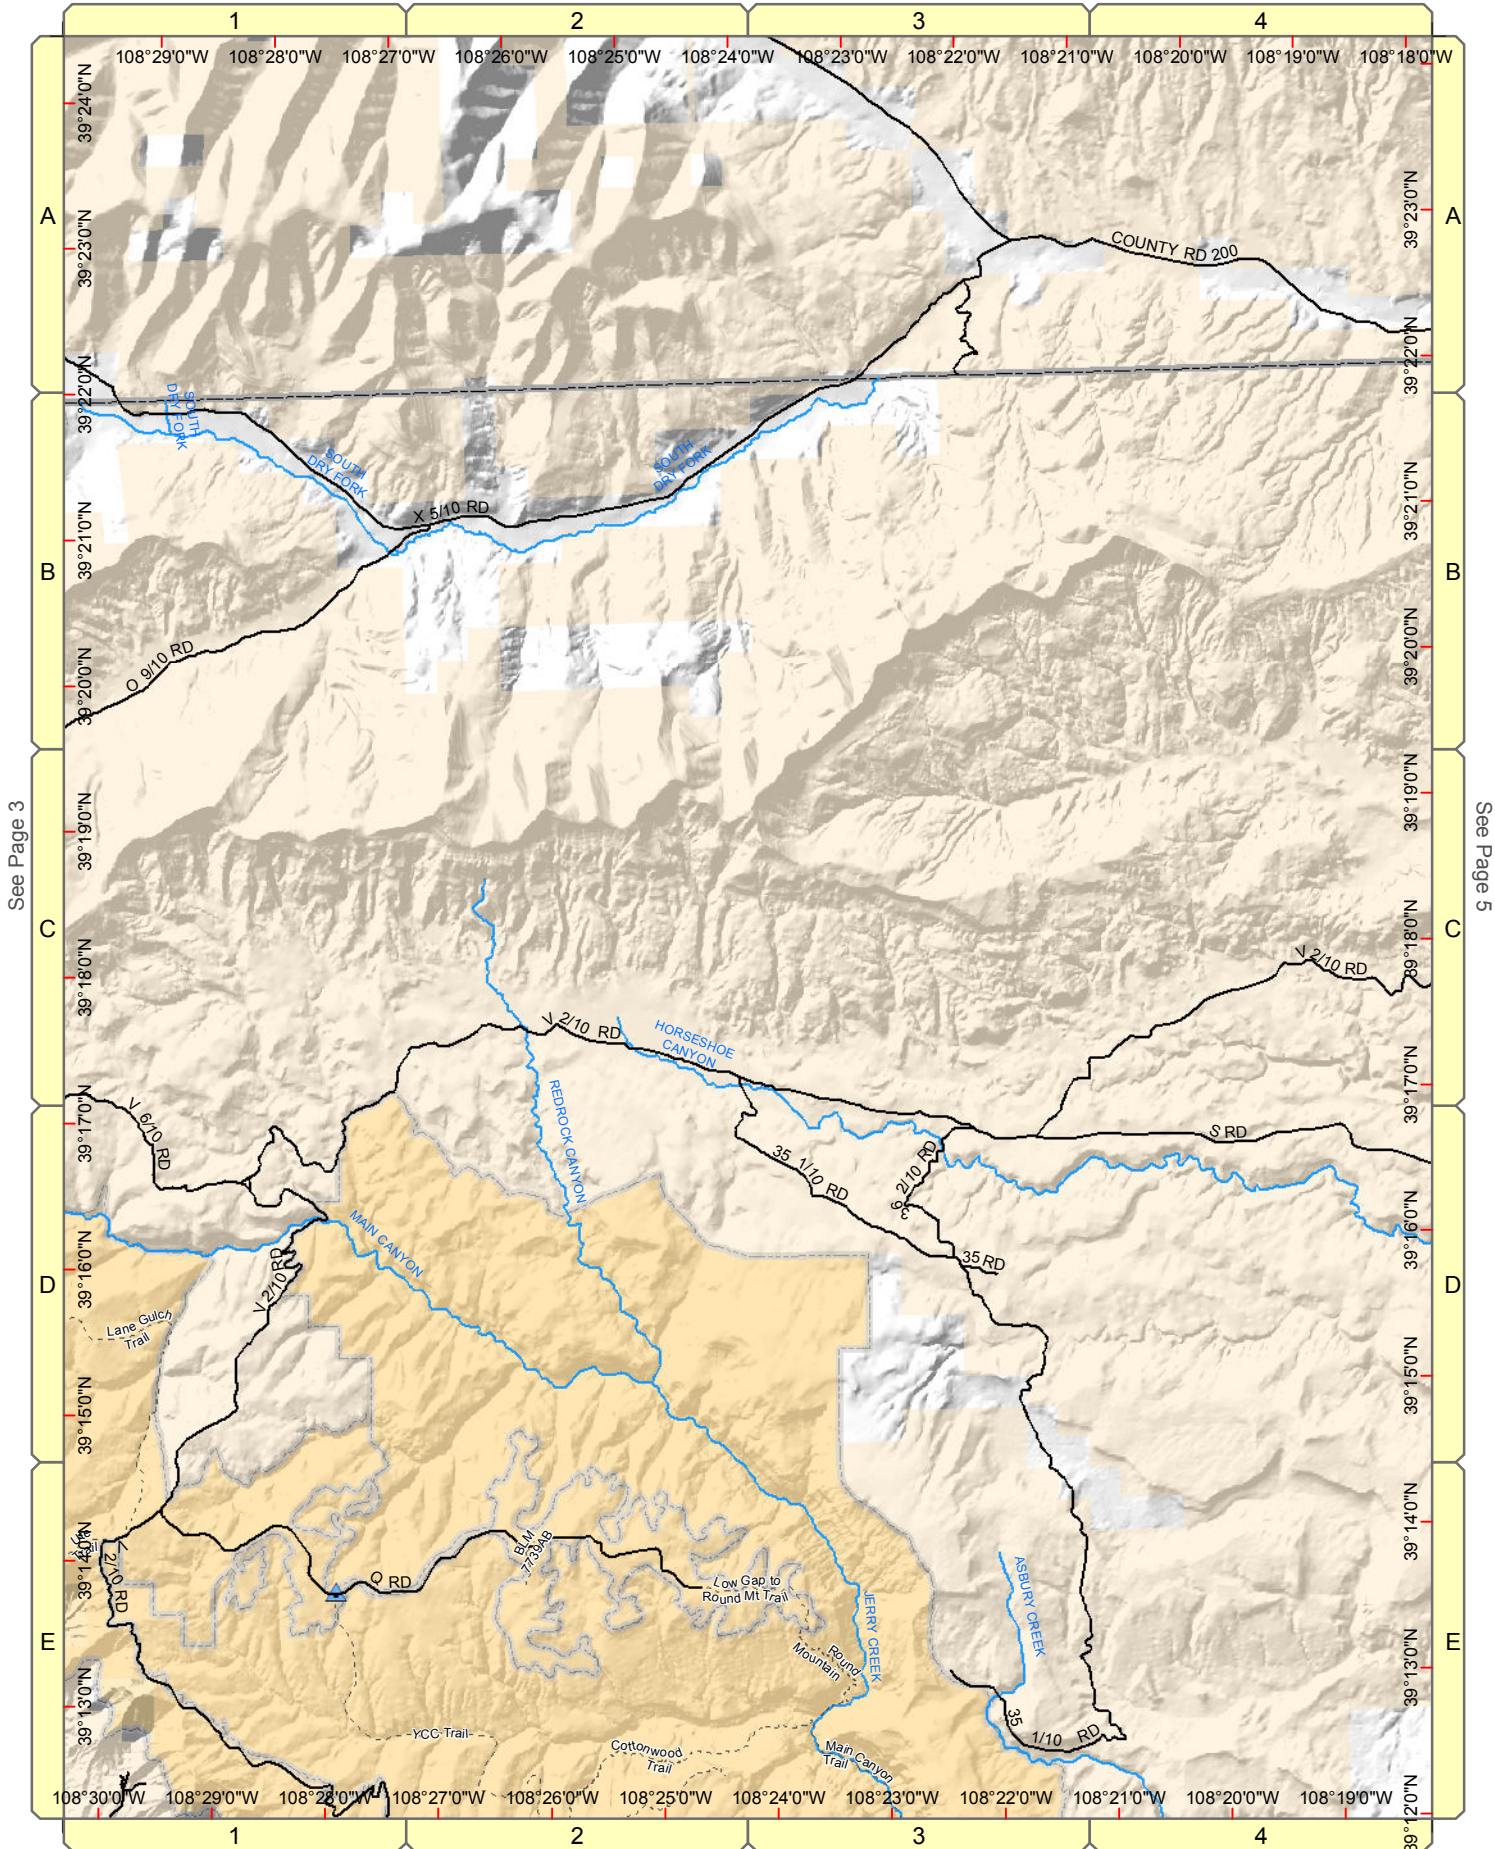 1 2 3 4
108°29'0"W 108°28'0"W 108°27'0"W 108°26'0"W 108°25'0"W 108°24'0"W 108°23'0"W 108°22'0"W 108°21'0"W 108°20'0"W 108°19'0"W 108°18'0"W
39°24'0"N
A
A
39°23'0"N
39°23'0"N
COUNTY RD 200
39°22'0"N
39°22'0"N
SOUTH
DRY FORK
SOUTH
DRY FORK
SOUTH
DRY FORK
X 5/10 RD
39°21'0"N
39°21'0"N
B
B
O 9/10 RD
39°20'0"N
39°20'0"N
39°19'0"N
39°19'0"N
See Page 3
See Page 5
C
C
39°18'0"N
39°18'0"N
V 2/10 RD
V 2/10 RD
HORSESHOE
CANYON
REDROCK CANYON
39°17'0"N
39°17'0"N
V 6/10 RD
S RD
35 1/10 RD
36 2/10 RD
35 RD
MAIN CANYON
39°16'0"N
39°16'0"N
V 2/10 RD
D
D
Lane Gulch
Trail
39°15'0"N
39°15'0"N
39°14'0"N
39°14'0"N
Trail
V 2/10 RD
BLM
7739AB
Q RD
Low Gap to
Round Mt Trail
ASBURY CREEK
JERRY CREEK
E
E
Round
Mountain
39°13'0"N
39°13'0"N
35 1/10 RD
YCC Trail
Cottonwood
Trail
Main Canyon
Trail
108°30'0"W 108°29'0"W 108°28'0"W 108°27'0"W 108°26'0"W 108°25'0"W 108°24'0"W 108°23'0"W 108°22'0"W 108°21'0"W 108°20'0"W 108°19'0"W
39°12'0"N
1 2 3 4